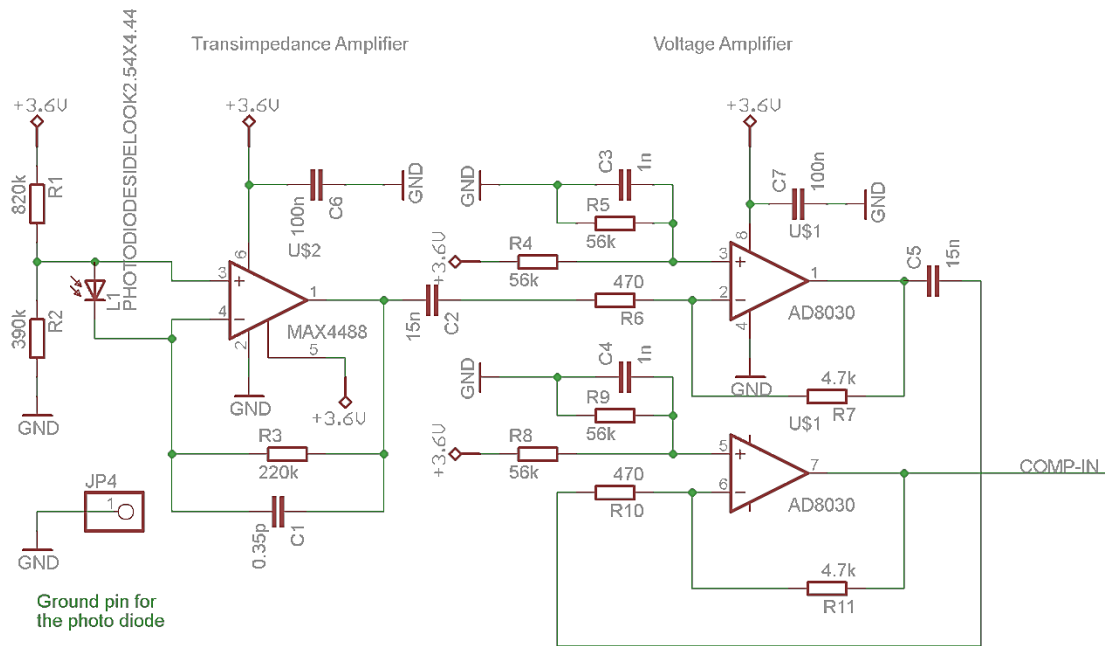 Transimpedance Amplifier
Voltage Amplifier
PHOTODIODESIDELOOK2.54X4.44
L1
+3.6V
820k
R1
390k
R2
GND
+3.6V
100n
C6
GND
U$2
6
3
4
1
2
5
MAX4488
GND
+3.6V
R3
220k
0.35p
C1
15n
C2
GND
C3
1n
R5
56k
+3.6V
R4
56k
470
R6
+3.6V
C7
100n
GND
U$1
8
3
2
1
4
AD8030
GND
C5
15n
4.7k
R7
GND
C4
1n
R9
56k
+3.6V
R8
56k
470
R10
U$1
5
6
7
AD8030
COMP-IN
4.7k
R11
JP4
1
GND
Ground pin for
the photo diode